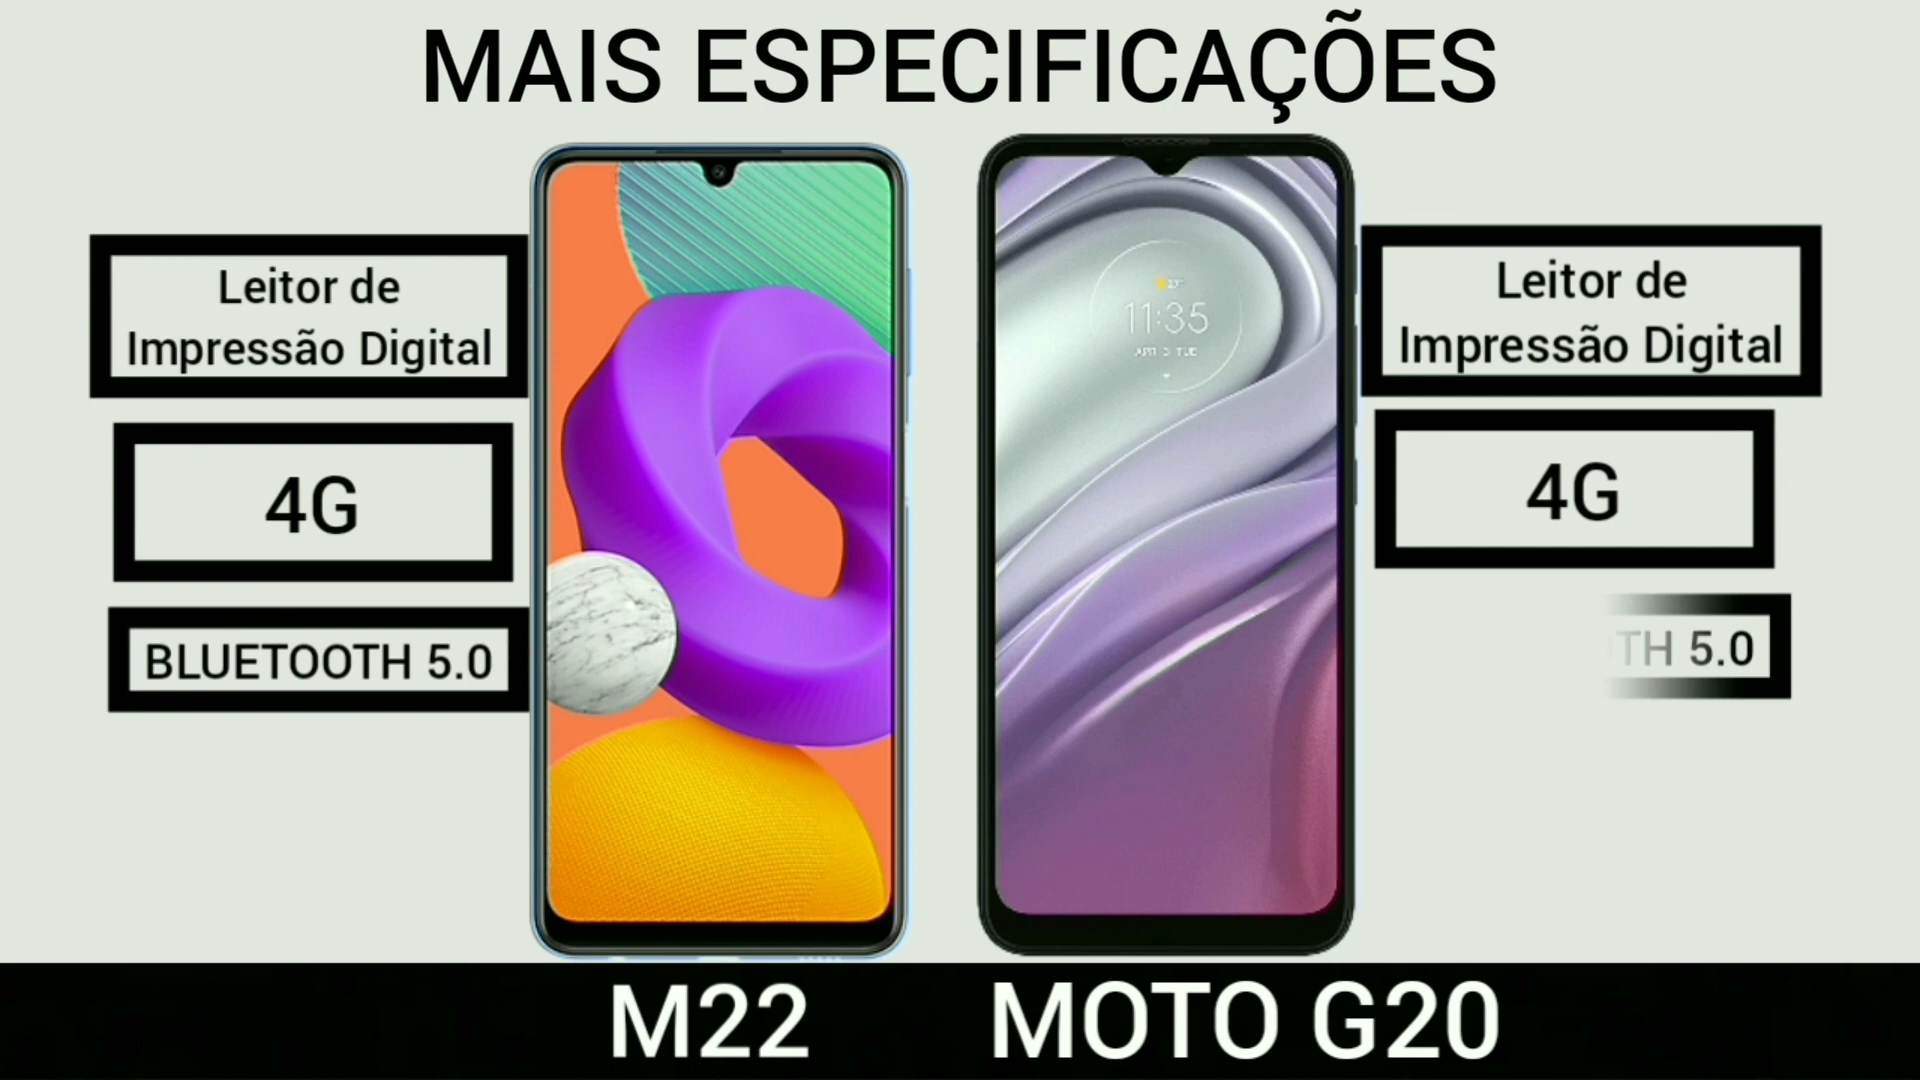 MAIS ESPECIFICAÇÕES
Leitor de
Impressão Digital
4G
BLUETOOTH 5.0
11:35
Leitor de
Impressão Digital
4G
TH 5.0
M22
MOTO G20